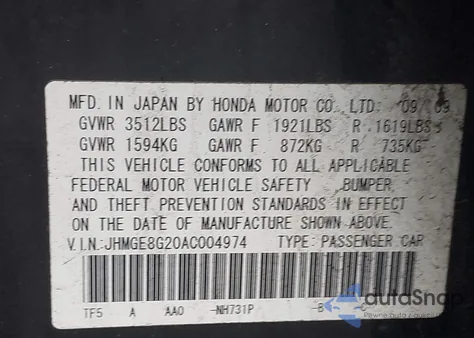 MFD. IN JAPAN BY HONDA MOTOR CO., LTD. 09/09
GVWR 3512LBS GAWR F 1921LBS R 1619LBS
GVWR 1594KG GAWR F 872KG R 735KG
THIS VEHICLE CONFORMS TO ALL APPLICABLE
FEDERAL MOTOR VEHICLE SAFETY, BUMPER,
AND THEFT PREVENTION STANDARDS IN EFFECT
ON THE DATE OF MANUFACTURE SHOWN ABOVE.
V.I.N:JHMGE8G20AC004974 TYPE: PASSENGER CAR
TF5 A AA0 -NH731P -B
autoSnap